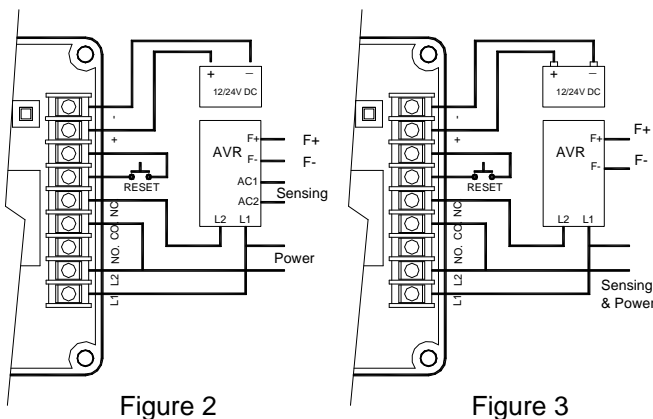 + −
12/24V DC
-
+
AVR
F+ F+
F- F-
AC1
AC2
Sensing
RESET
L2 L1
NO. CO. NC
Power
L1 L2
Figure 2
+ −
12/24V DC
-
+
AVR
F+ F+
F- F-
RESET
L2 L1
NO. CO. NC
L1 L2
Sensing
& Power
Figure 3